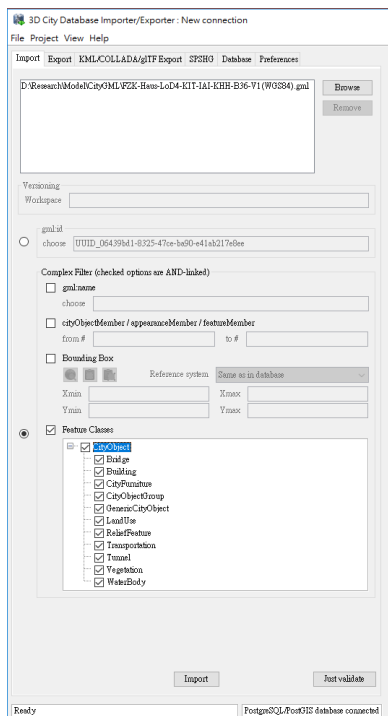 3D City Database Importer/Exporter : New connection
File Project View Help
Import Export KML/COLLADA/glTF Export SPSHG Database Preferences
D:\Research\Model\CityGML\FZK-Haus-LoD4-KIT-IAI-KHH-B36-V1(WGS84).gml
Browse
Remove
Versioning
Workspace
gml:id
choose UUID_06439bd1-8325-47ce-ba90-e41ab217e8ee
Complex Filter (checked options are AND-linked)
gml:name
choose
cityObjectMember / appearanceMember / featureMember
from # to #
Bounding Box
Reference system Same as in database
Xmin Xmax
Ymin Ymax
Feature Classes
CityObject
Bridge
Building
CityFurniture
CityObjectGroup
GenericCityObject
LandUse
ReliefFeature
Transportation
Tunnel
Vegetation
WaterBody
Import Just validate
Ready PostgreSQL/PostGIS database connected